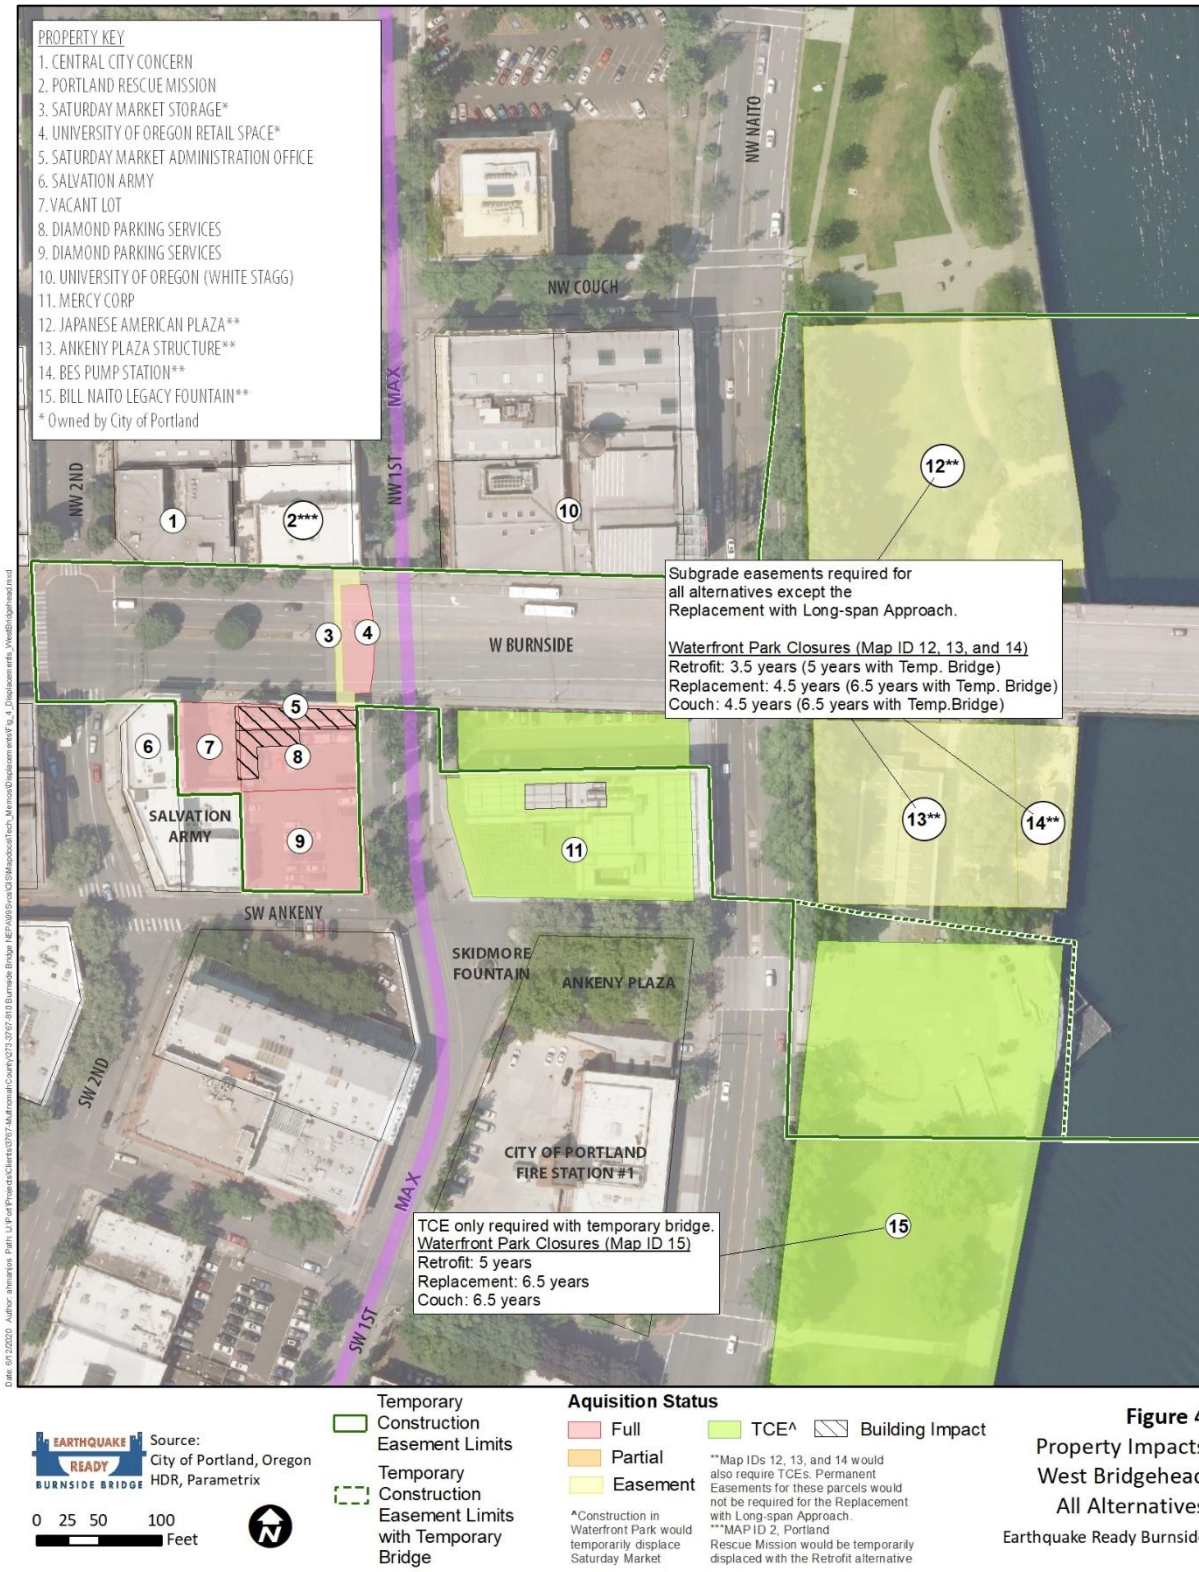 PROPERTY KEY
1. CENTRAL CITY CONCERN
2. PORTLAND RESCUE MISSION
3. SATURDAY MARKET STORAGE*
4. UNIVERSITY OF OREGON RETAIL SPACE*
5. SATURDAY MARKET ADMINISTRATION OFFICE
6. SALVATION ARMY
7. VACANT LOT
8. DIAMOND PARKING SERVICES
9. DIAMOND PARKING SERVICES
10. UNIVERSITY OF OREGON (WHITE STAGG)
11. MERCY CORP
12. JAPANESE AMERICAN PLAZA**
13. ANKENY PLAZA STRUCTURE**
14. BES PUMP STATION**
15. BILL NAITO LEGACY FOUNTAIN**
* Owned by City of Portland
NW NAITO
NW COUCH
MAX
NW 1ST
NW 2ND
1
2***
10
12**
Subgrade easements required for
all alternatives except the
Replacement with Long-span Approach.
Waterfront Park Closures (Map ID 12, 13, and 14)
Retrofit: 3.5 years (5 years with Temp. Bridge)
Replacement: 4.5 years (6.5 years with Temp. Bridge)
Couch: 4.5 years (6.5 years with Temp.Bridge)
3
4
W BURNSIDE
5
6
7
8
SALVATION
ARMY
9
11
13**
14**
SW ANKENY
SKIDMORE
FOUNTAIN
ANKENY PLAZA
SW 2ND
CITY OF PORTLAND
FIRE STATION #1
MAX
SW 1ST
TCE only required with temporary bridge.
Waterfront Park Closures (Map ID 15)
Retrofit: 5 years
Replacement: 6.5 years
Couch: 6.5 years
15
EARTHQUAKE
READY
BURNSIDE BRIDGE
Source:
City of Portland, Oregon
HDR, Parametrix
0 25 50 100
Feet
N
Temporary
Construction
Easement Limits
Temporary
Construction
Easement Limits
with Temporary
Bridge
Aquisition Status
Full
Partial
Easement
TCE^
Building Impact
^Construction in
Waterfront Park would
temporarily displace
Saturday Market
**Map IDs 12, 13, and 14 would
also require TCEs. Permanent
Easements for these parcels would
not be required for the Replacement
with Long-span Approach.
***MAP ID 2, Portland
Rescue Mission would be temporarily
displaced with the Retrofit alternative
Figure 4
Property Impacts
West Bridgehead
All Alternatives
Earthquake Ready Burnside